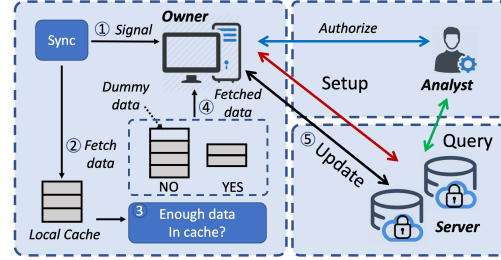 Sync
① Signal
Owner
Authorize
Analyst
Setup
Dummy
data
④
Fetched
data
② Fetch
data
NO
YES
⑤ Update
Query
Local Cache
③ Enough data
In cache?
Server